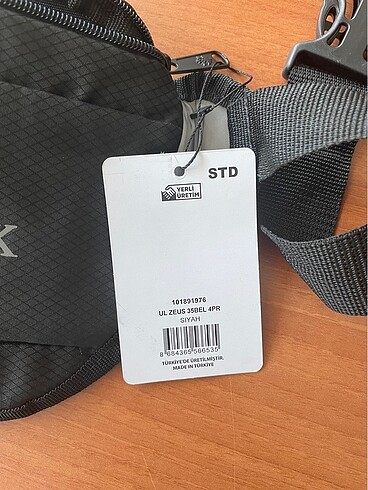 STD
YERLİ
ÜRETİM
K
101891976
UL ZEUS 35BEL 4PR
SIYAH
8 684365 566535
TÜRKİYE'DE ÜRETİLMİŞTİR.
MADE IN TÜRKİYE